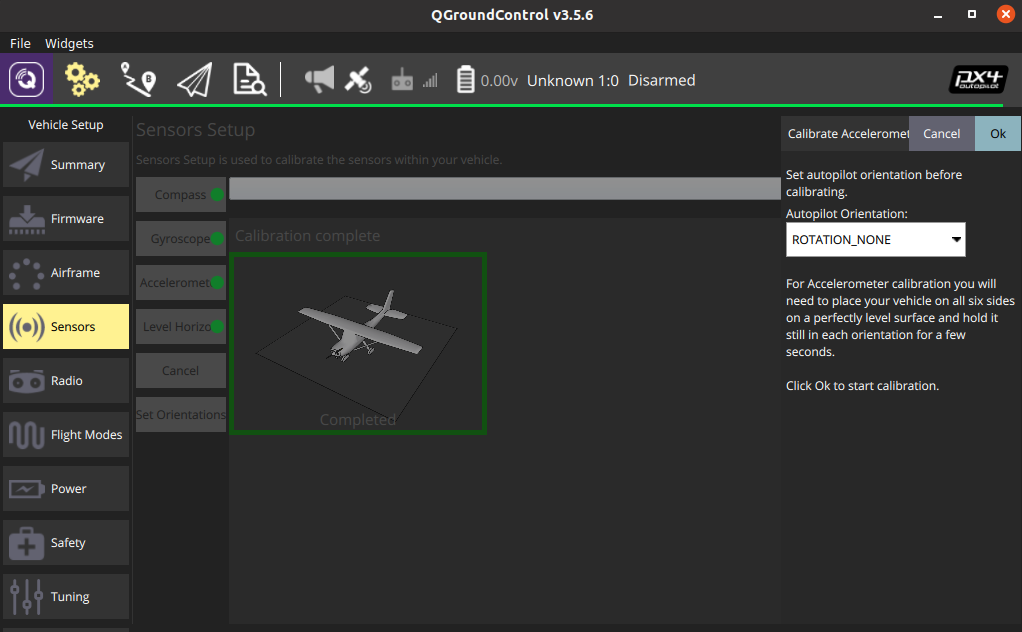 QGroundControl v3.5.6
File Widgets
B
0.00v Unknown 1:0 Disarmed
px4
autopilot
Vehicle Setup
Summary
Firmware
Airframe
Sensors
Radio
Flight Modes
Power
Safety
Tuning
Sensors Setup
Sensors Setup is used to calibrate the sensors within your vehicle.
Compass
Gyroscope
Acceleromet
Level Horizo
Cancel
Set Orientations
Calibration complete
Completed
Calibrate Acceleromet
Cancel
Ok
Set autopilot orientation before
calibrating.
Autopilot Orientation:
ROTATION_NONE
For Accelerometer calibration you will
need to place your vehicle on all six sides
on a perfectly level surface and hold it
still in each orientation for a few
seconds.
Click Ok to start calibration.